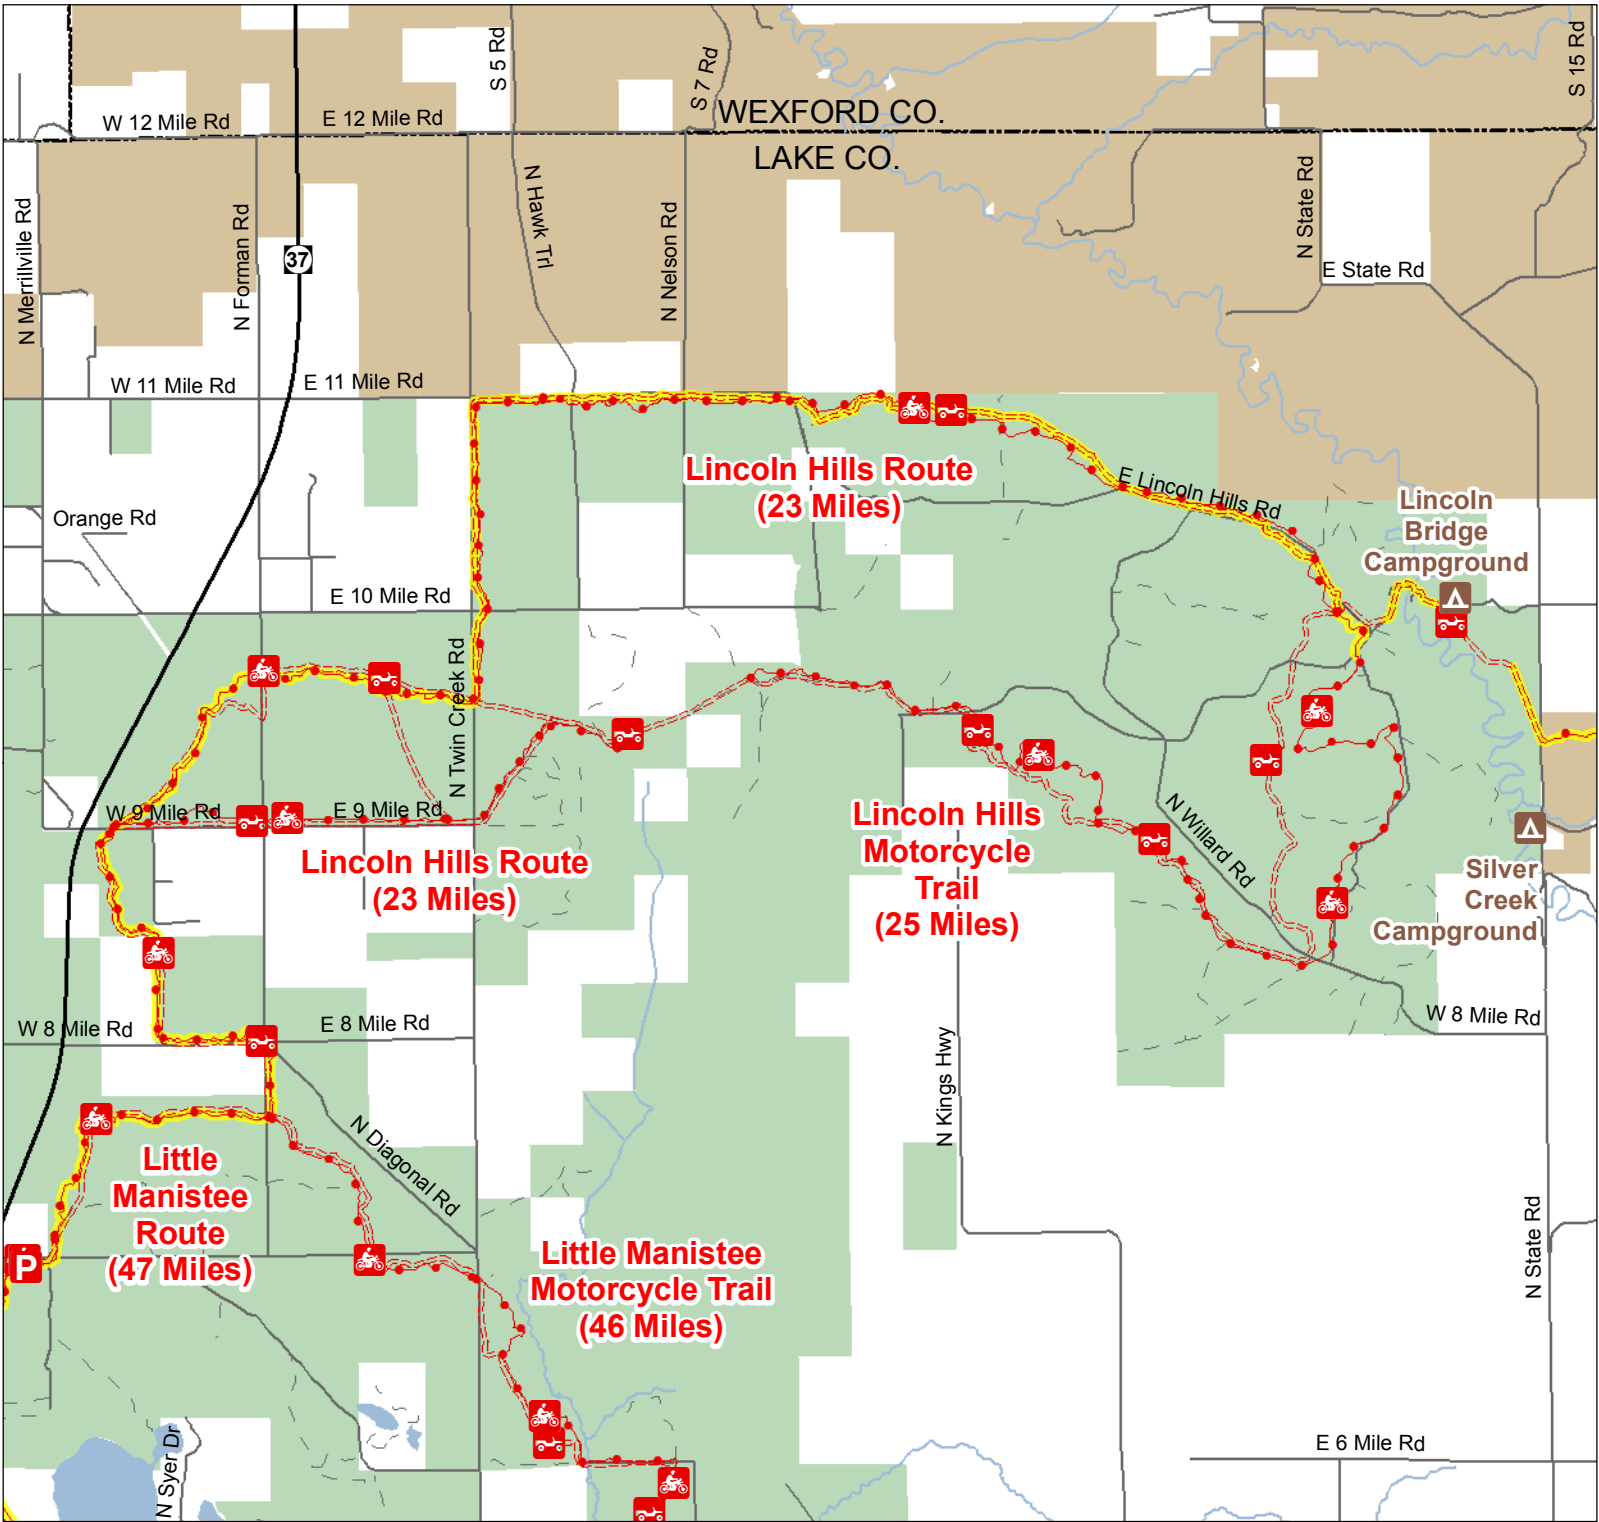 S 5 Rd
S 7 Rd
S 15 Rd
WEXFORD CO.
W 12 Mile Rd
E 12 Mile Rd
LAKE CO.
N Merrillville Rd
N Forman Rd
37
N Hawk Trl
N Nelson Rd
N State Rd
E State Rd
W 11 Mile Rd
E 11 Mile Rd
Lincoln Hills Route
(23 Miles)
E Lincoln Hills Rd
Lincoln
Bridge
Campground
Orange Rd
E 10 Mile Rd
N Twin Creek Rd
W 9 Mile Rd
E 9 Mile Rd
Lincoln Hills Route
(23 Miles)
Lincoln Hills
Motorcycle
Trail
(25 Miles)
N Willard Rd
Silver
Creek
Campground
W 8 Mile Rd
E 8 Mile Rd
W 8 Mile Rd
N Kings Hwy
N Diagonal Rd
Little
Manistee
Route
(47 Miles)
P
Little Manistee
Motorcycle Trail
(46 Miles)
N State Rd
N Syer Dr
E 6 Mile Rd